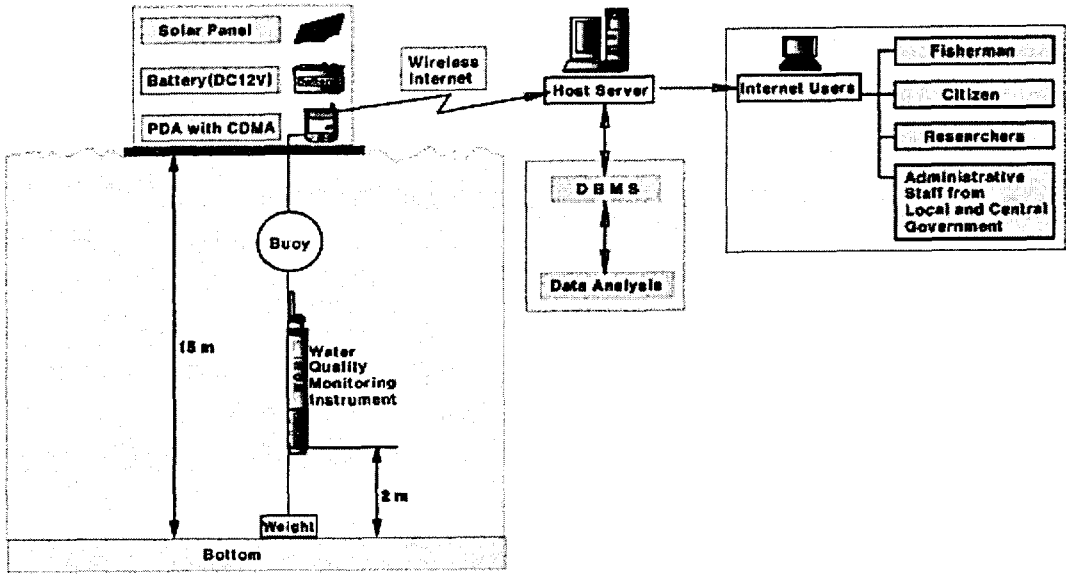 Solar Panel
Battery(DC12V)
PDA with CDMA
Wireless
Internet
Host Server
Internet Users
Fisherman
Citizen
Researchers
Administrative
Staff from
Local and Central
Government
DBMS
Data Analysis
Buoy
15 m
Water
Quality
Monitoring
Instrument
2 m
Weight
Bottom